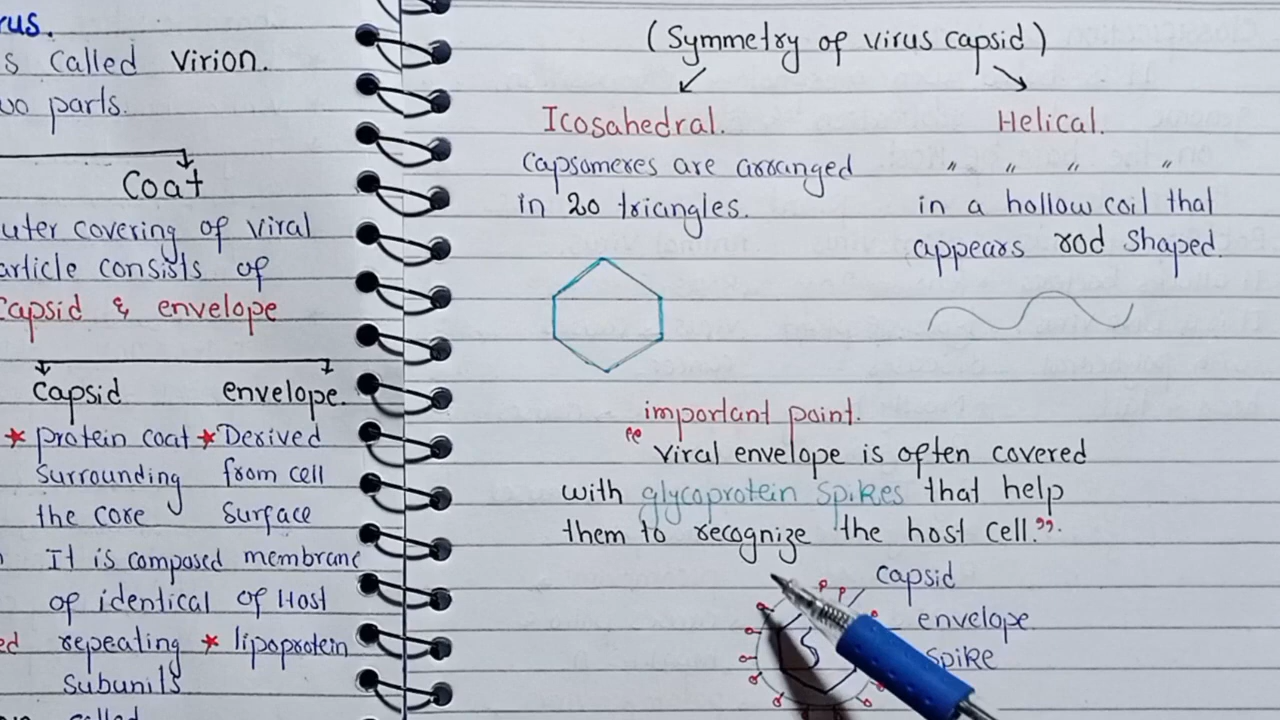 rus.
s called virion.
wo parts.
Coat
uter covering of viral
article consists of
Capsid & envelope
Capsid envelope.
* protein coat * Derived
surrounding from cell
the core surface
It is composed membrane
of identical of Host
ed repeating * lipoprotein
subunits
called
(Symmetry of virus capsid)
Icosahedral. Helical.
Capsomeres are arranged " " " "
in 20 triangles. in a hollow coil that
appears rod shaped.
important point.
“ Viral envelope is often covered
with glycoprotein spikes that help
them to recognize the host cell.”.
capsid
envelope
spike